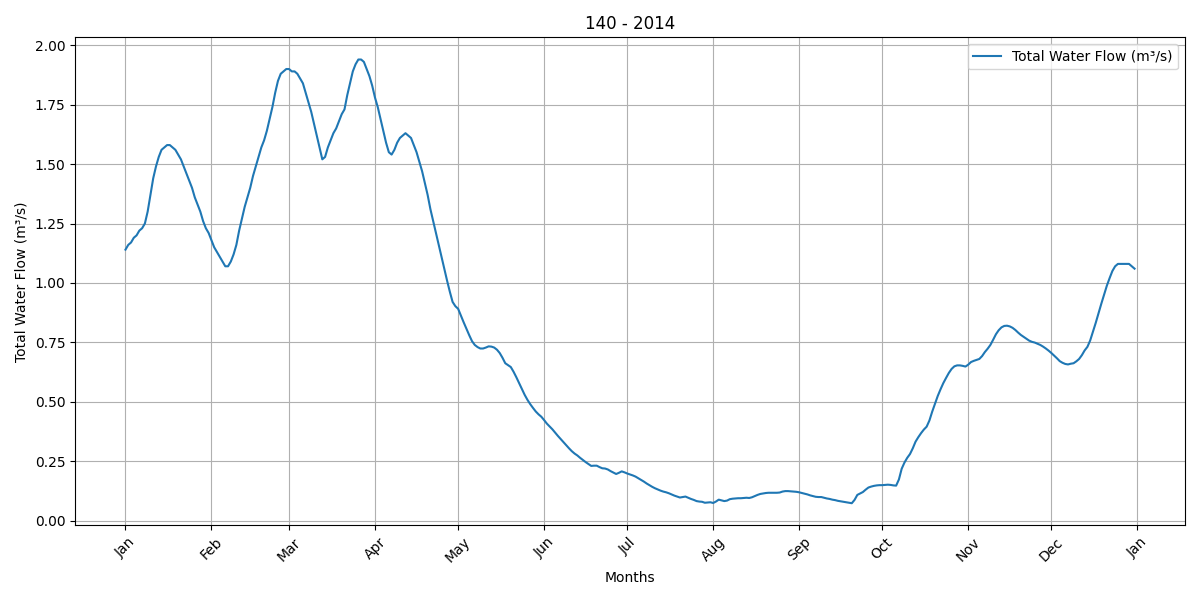 140 - 2014
Total Water Flow (m³/s)
Total Water Flow (m³/s)
2.00
1.75
1.50
1.25
1.00
0.75
0.50
0.25
0.00
Jan Feb Mar Apr May Jun Jul Aug Sep Oct Nov Dec Jan
Months